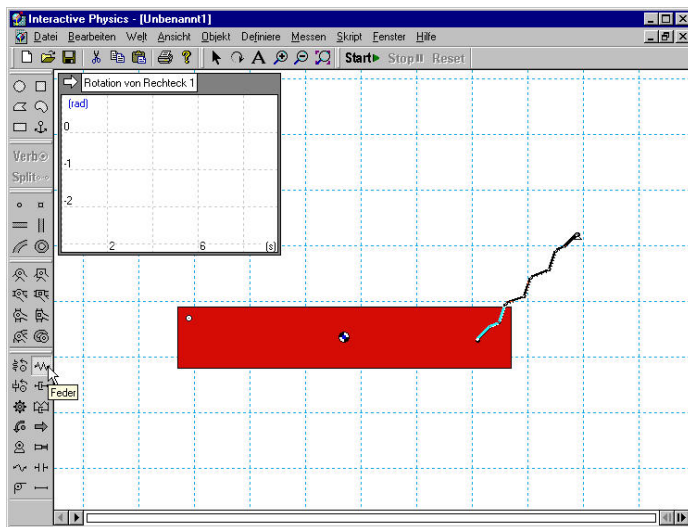 Interactive Physics - [Unbenannt1]
Datei Bearbeiten Welt Ansicht Objekt Definiere Messen Skript Fenster Hilfe
A Start Stop Reset
Rotation von Rechteck 1
(rad)
0
-1
-2
2 6 (s)
Verb
Split
Feder